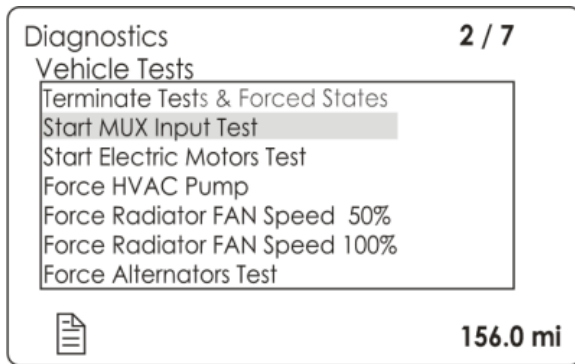 Diagnostics 2 / 7
Vehicle Tests
Terminate Tests & Forced States
Start MUX Input Test
Start Electric Motors Test
Force HVAC Pump
Force Radiator FAN Speed 50%
Force Radiator FAN Speed 100%
Force Alternators Test
156.0 mi